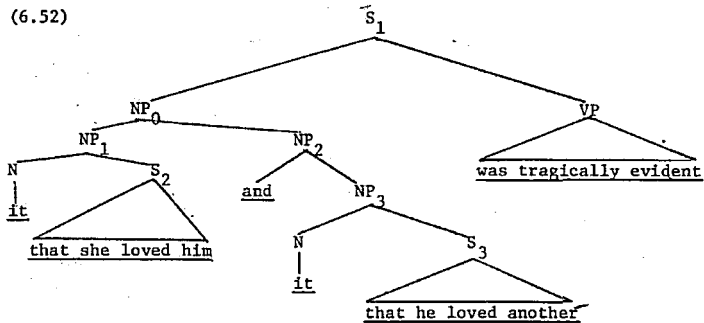 (6.52)
S1
NP0 VP
NP1 NP2 was tragically evident
N S2 and NP3
it
that she loved him N S3
it that he loved another